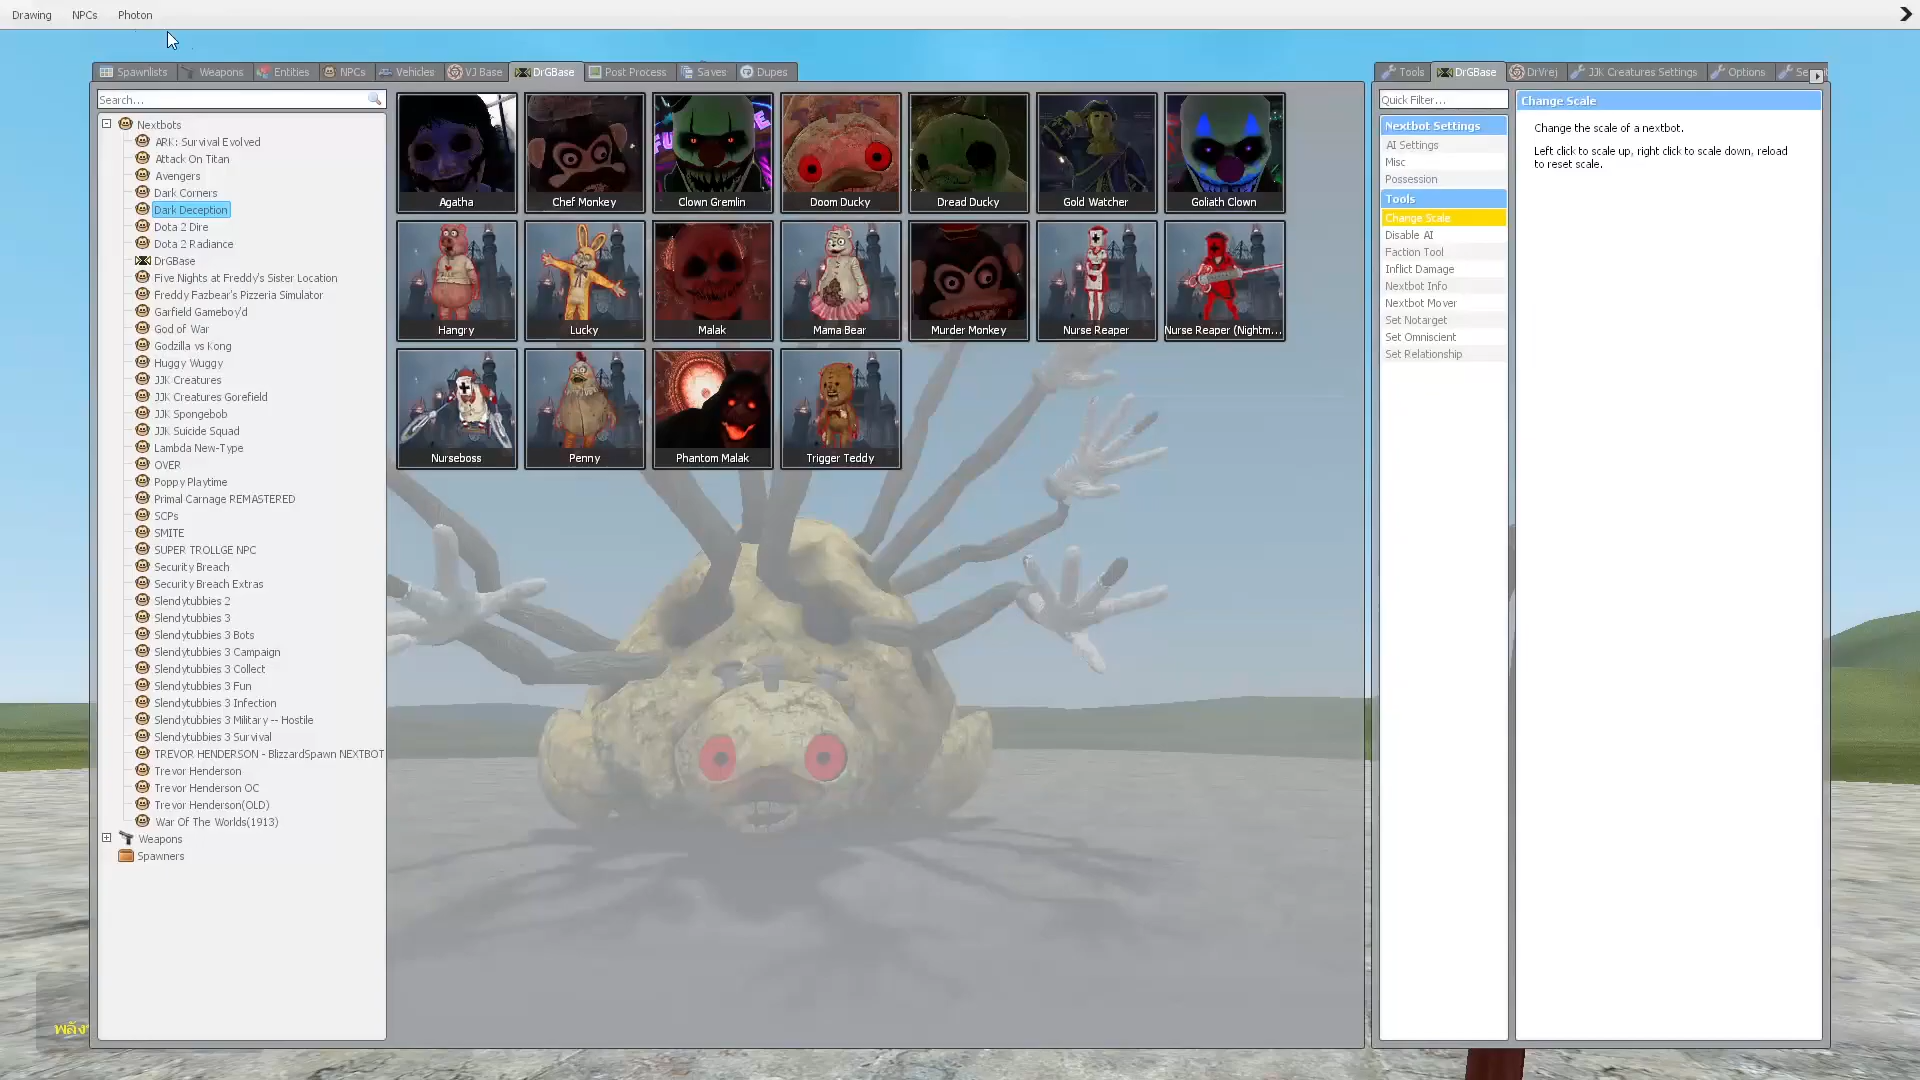 Drawing NPCs Photon
Spawnlists Weapons Entities NPCs Vehicles VJ Base DrGBase Post Process Saves Dupes
Search...
Nextbots
ARK: Survival Evolved
Attack On Titan
Avengers
Dark Corners
Dark Deception
Dota 2 Dire
Dota 2 Radiance
DrGBase
Five Nights at Freddy's Sister Location
Freddy Fazbear's Pizzeria Simulator
Garfield Gameboy'd
God of War
Godzilla vs Kong
Huggy Wuggy
JJK Creatures
JJK Creatures Gorefield
JJK Spongebob
JJK Suicide Squad
Lambda New-Type
OVER
Poppy Playtime
Primal Carnage REMASTERED
SCPs
SMITE
SUPER TROLLGE NPC
Security Breach
Security Breach Extras
Slendytubbies 2
Slendytubbies 3
Slendytubbies 3 Bots
Slendytubbies 3 Campaign
Slendytubbies 3 Collect
Slendytubbies 3 Fun
Slendytubbies 3 Infection
Slendytubbies 3 Military -- Hostile
Slendytubbies 3 Survival
TREVOR HENDERSON - BlizzardSpawn NEXTBOT
Trevor Henderson
Trevor Henderson OC
Trevor Henderson(OLD)
War Of The Worlds(1913)
Weapons
Spawners
Agatha Chef Monkey Clown Gremlin Doom Ducky Dread Ducky Gold Watcher Goliath Clown
Hangry Lucky Malak Mama Bear Murder Monkey Nurse Reaper Nurse Reaper (Nightm...
Nurseboss Penny Phantom Malak Trigger Teddy
Tools DrGBase DrVrej JJK Creatures Settings Options
Quick Filter...
Nextbot Settings
AI Settings
Misc
Possession
Tools
Change Scale
Disable AI
Faction Tool
Inflict Damage
Nextbot Info
Nextbot Mover
Set Notarget
Set Omniscient
Set Relationship
Change Scale
Change the scale of a nextbot.
Left click to scale up, right click to scale down, reload
to reset scale.
พลัง